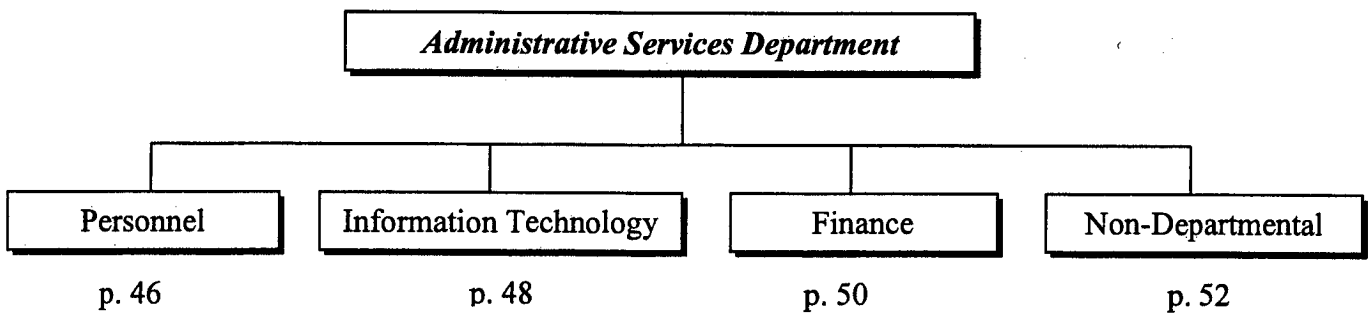 Administrative Services Department
Personnel
Information Technology
Finance
Non-Departmental
p. 46
p. 48
p. 50
p. 52